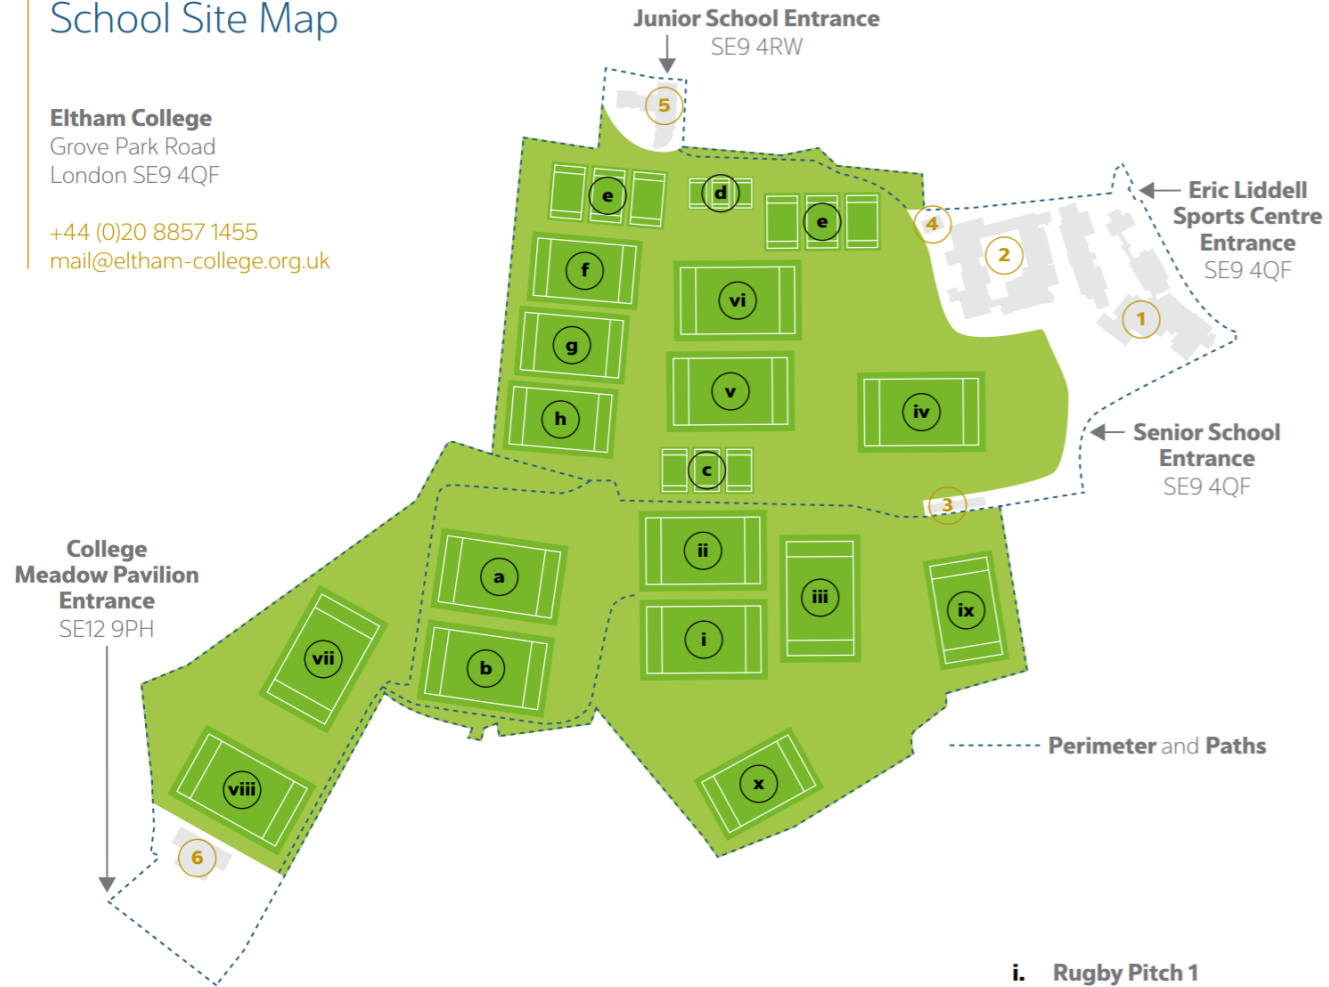 School Site Map
Eltham College
Grove Park Road
London SE9 4QF
+44 (0)20 8857 1455
mail@eltham-college.org.uk
Junior School Entrance
SE9 4RW
5
e
d
e
4
2
1
Eric Liddell
Sports Centre
Entrance
SE9 4QF
f
vi
g
v
iv
h
c
Senior School
Entrance
SE9 4QF
3
College
Meadow Pavilion
Entrance
SE12 9PH
a
ii
iii
ix
i
vii
b
Perimeter and Paths
viii
x
6
i. Rugby Pitch 1